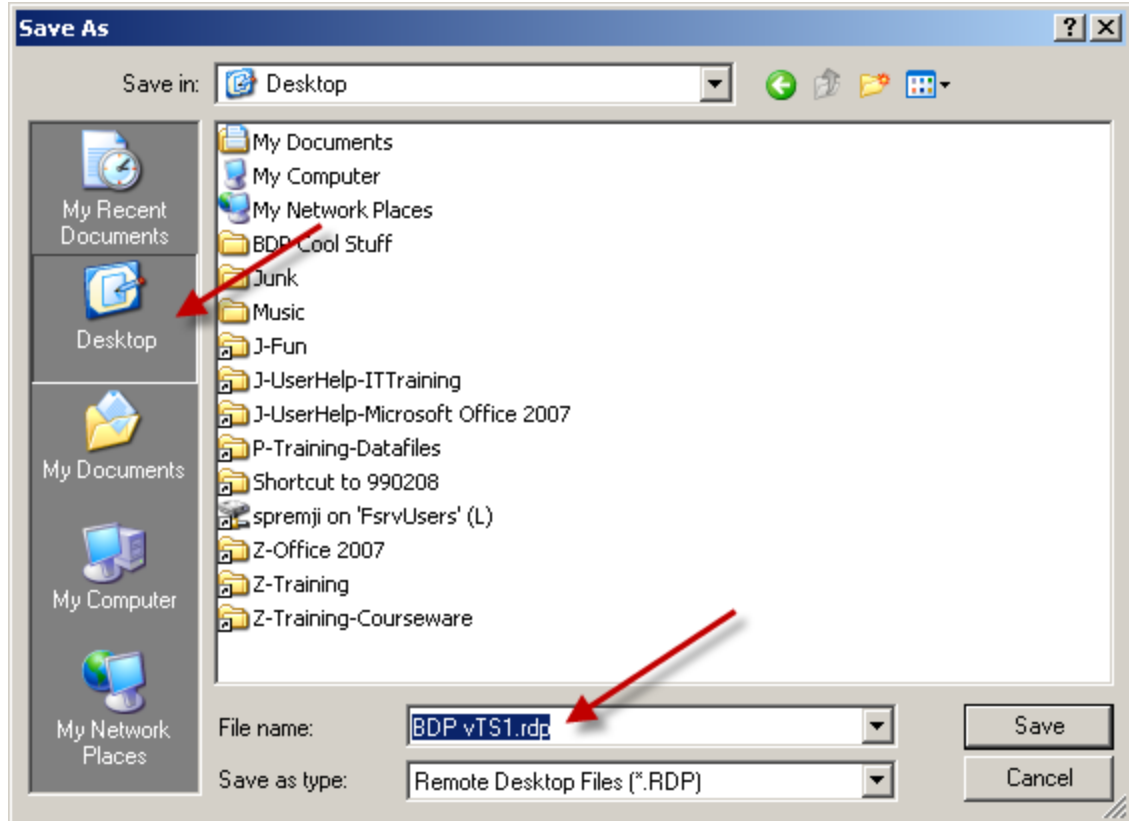 Save As
Save in:
Desktop
My Recent
Documents
Desktop
My Documents
My Computer
My Network
Places
My Documents
My Computer
My Network Places
BDP Cool Stuff
Junk
Music
J-Fun
J-UserHelp-ITTraining
J-UserHelp-Microsoft Office 2007
P-Training-Datafiles
Shortcut to 990208
spremji on 'FsrvUsers' (L)
Z-Office 2007
Z-Training
Z-Training-Courseware
File name:
BDP vTS1.rdp
Save
Save as type:
Remote Desktop Files (*.RDP)
Cancel